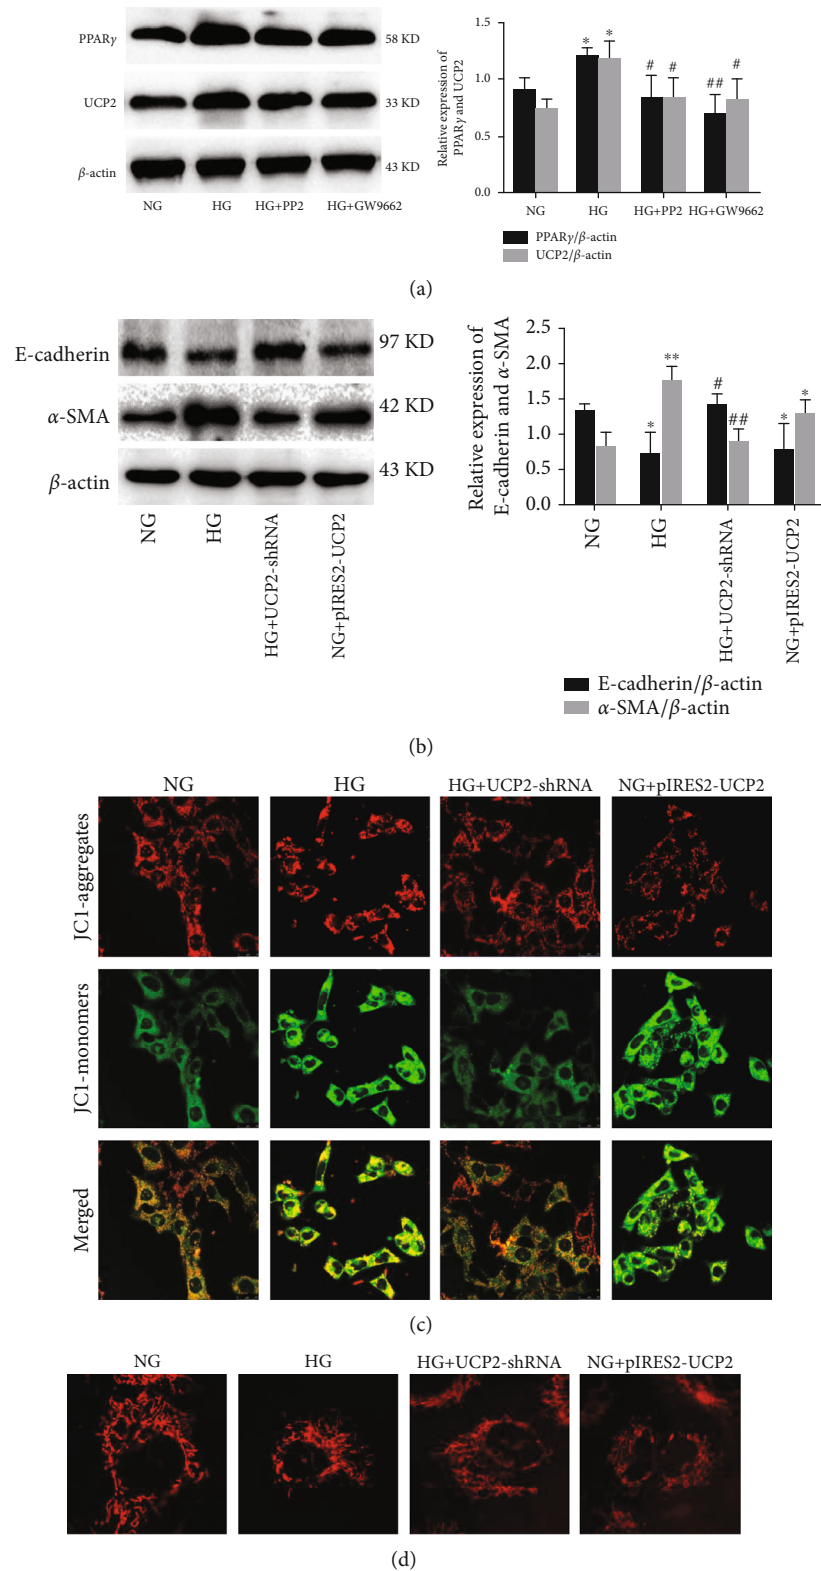 PPARγ
58 KD
UCP2
33 KD
β-actin
43 KD
NG HG HG+PP2 HG+GW9662
Relative expression of
PPARγ and UCP2
1.5
1.0
0.5
0.0
* * # # ## #
NG HG HG+PP2 HG+GW9662
PPARγ/β-actin
UCP2/β-actin
(a)
E-cadherin
97 KD
α-SMA
42 KD
β-actin
43 KD
NG
HG
HG+UCP2-shRNA
NG+pIRES2-UCP2
Relative expression of
E-cadherin and α-SMA
2.5
2.0
1.5
1.0
0.5
0.0
* ** # ## * *
NG
HG
HG+UCP2-shRNA
NG+pIRES2-UCP2
E-cadherin/β-actin
α-SMA/β-actin
(b)
NG HG HG+UCP2-shRNA NG+pIRES2-UCP2
JC1-aggregates
JC1-monomers
Merged
(c)
NG HG HG+UCP2-shRNA NG+pIRES2-UCP2
(d)